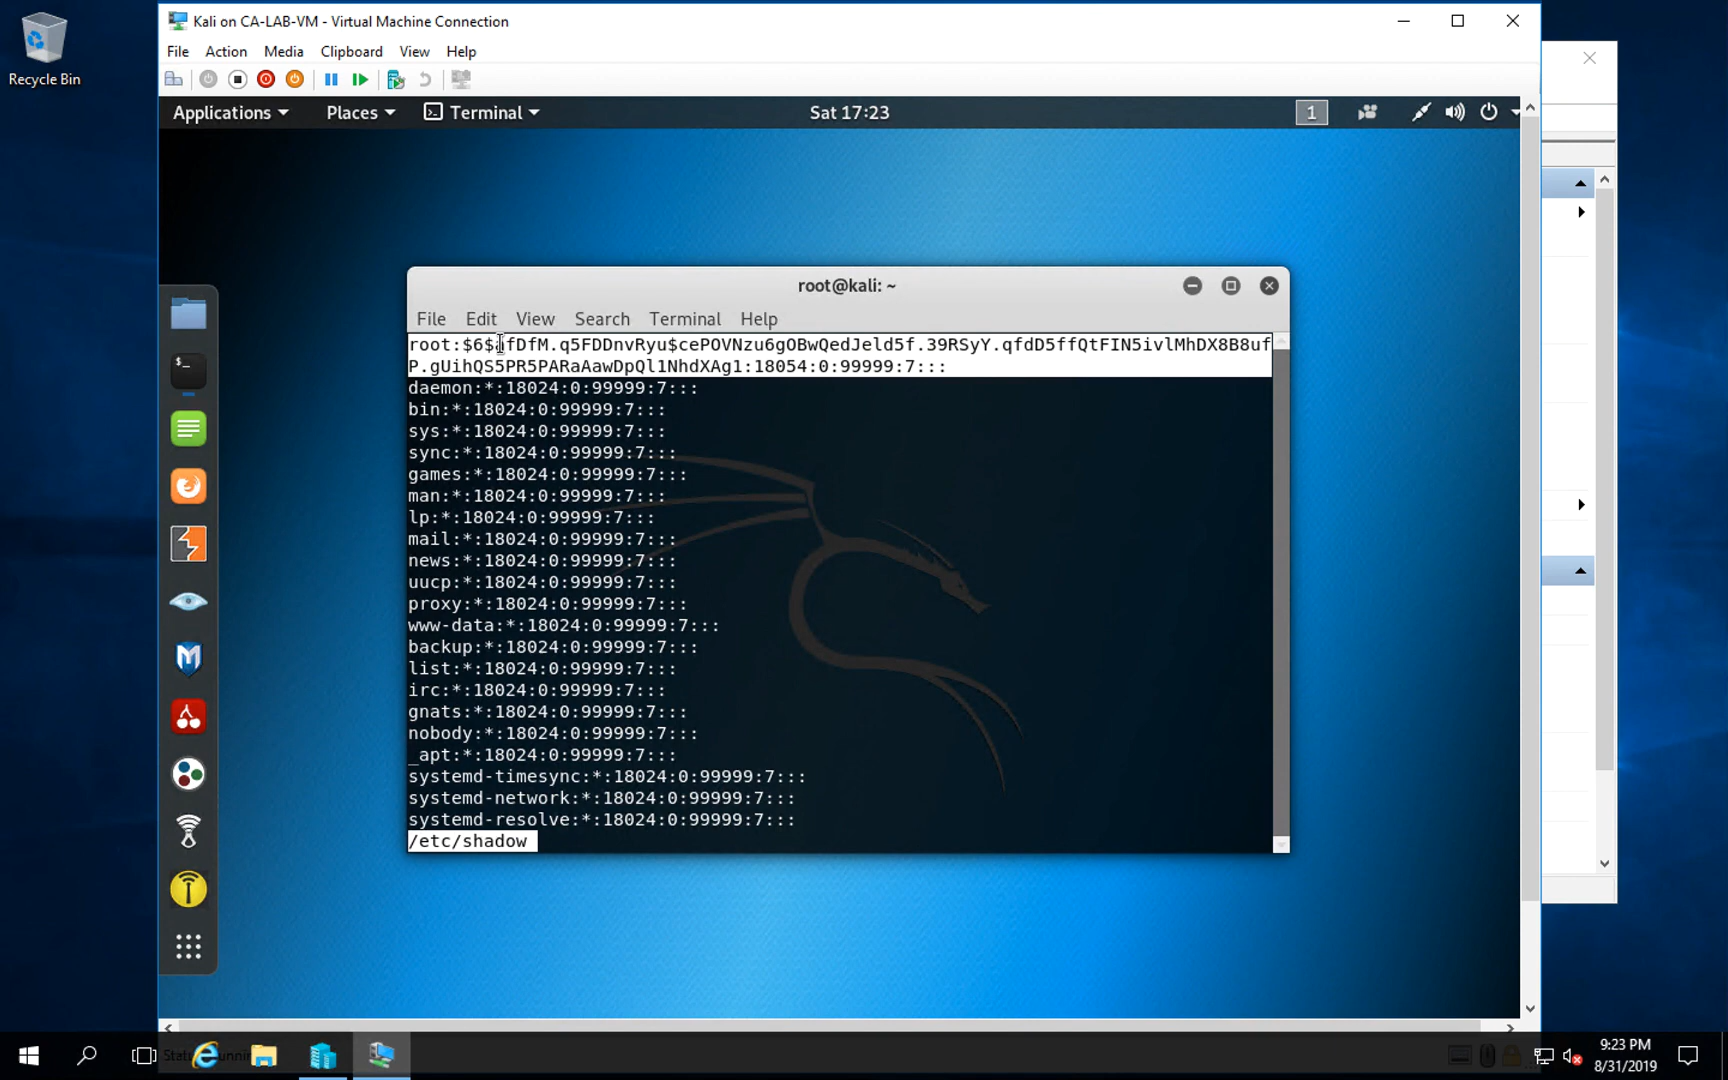 Recycle Bin
Kali on CA-LAB-VM - Virtual Machine Connection
File Action Media Clipboard View Help
Applications Places Terminal Sat 17:23 1
root@kali: ~
File Edit View Search Terminal Help
root:$6$afDfM.q5FDDnvRyu$cePOVNzu6gOBwQedJeld5f.39RSyY.qfdD5ffQtFIN5ivlMhDX8B8uf
P.gUihQS5PR5PARaAawDpQl1NhdXAg1:18054:0:99999:7:::
daemon:*:18024:0:99999:7:::
bin:*:18024:0:99999:7:::
sys:*:18024:0:99999:7:::
sync:*:18024:0:99999:7:::
games:*:18024:0:99999:7:::
man:*:18024:0:99999:7:::
lp:*:18024:0:99999:7:::
mail:*:18024:0:99999:7:::
news:*:18024:0:99999:7:::
uucp:*:18024:0:99999:7:::
proxy:*:18024:0:99999:7:::
www-data:*:18024:0:99999:7:::
backup:*:18024:0:99999:7:::
list:*:18024:0:99999:7:::
irc:*:18024:0:99999:7:::
gnats:*:18024:0:99999:7:::
nobody:*:18024:0:99999:7:::
_apt:*:18024:0:99999:7:::
systemd-timesync:*:18024:0:99999:7:::
systemd-network:*:18024:0:99999:7:::
systemd-resolve:*:18024:0:99999:7:::
/etc/shadow
9:23 PM
8/31/2019